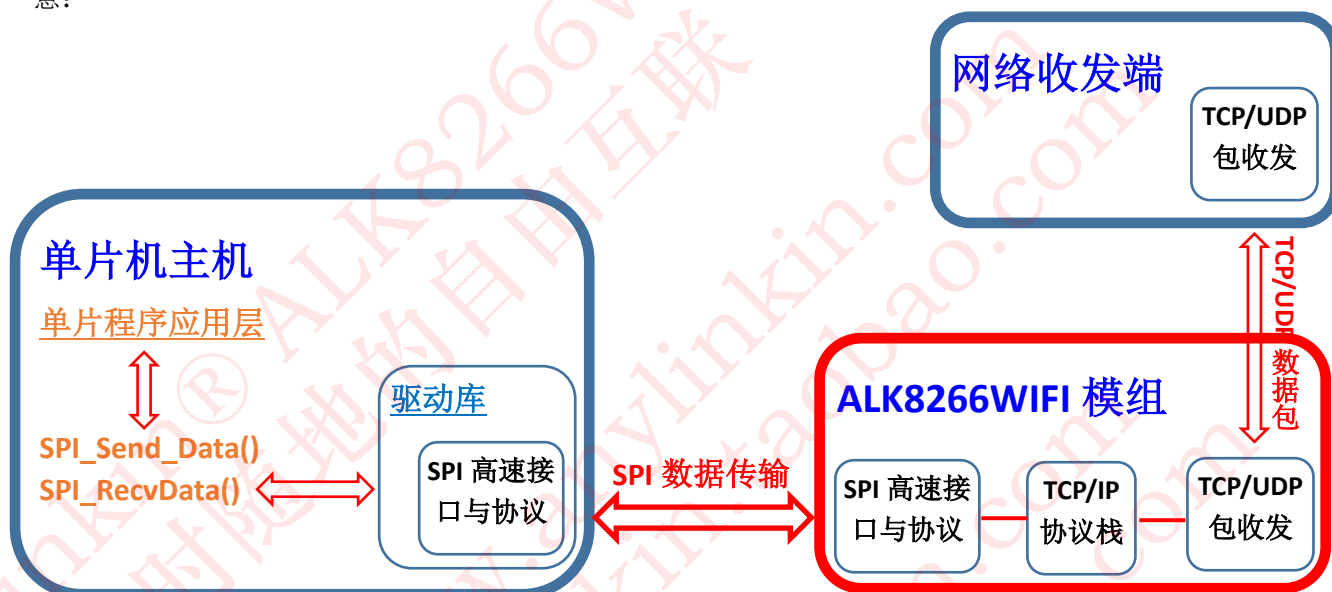 网络收发端
TCP/UDP
包收发
单片机主机
单片程序应用层
驱动库
SPI_Send_Data()
SPI_RecvData()
SPI 高速接
口与协议
SPI 数据传输
TCP/UDP 数据包
ALK8266WIFI 模组
SPI 高速接
口与协议
TCP/IP
协议栈
TCP/UDP
包收发